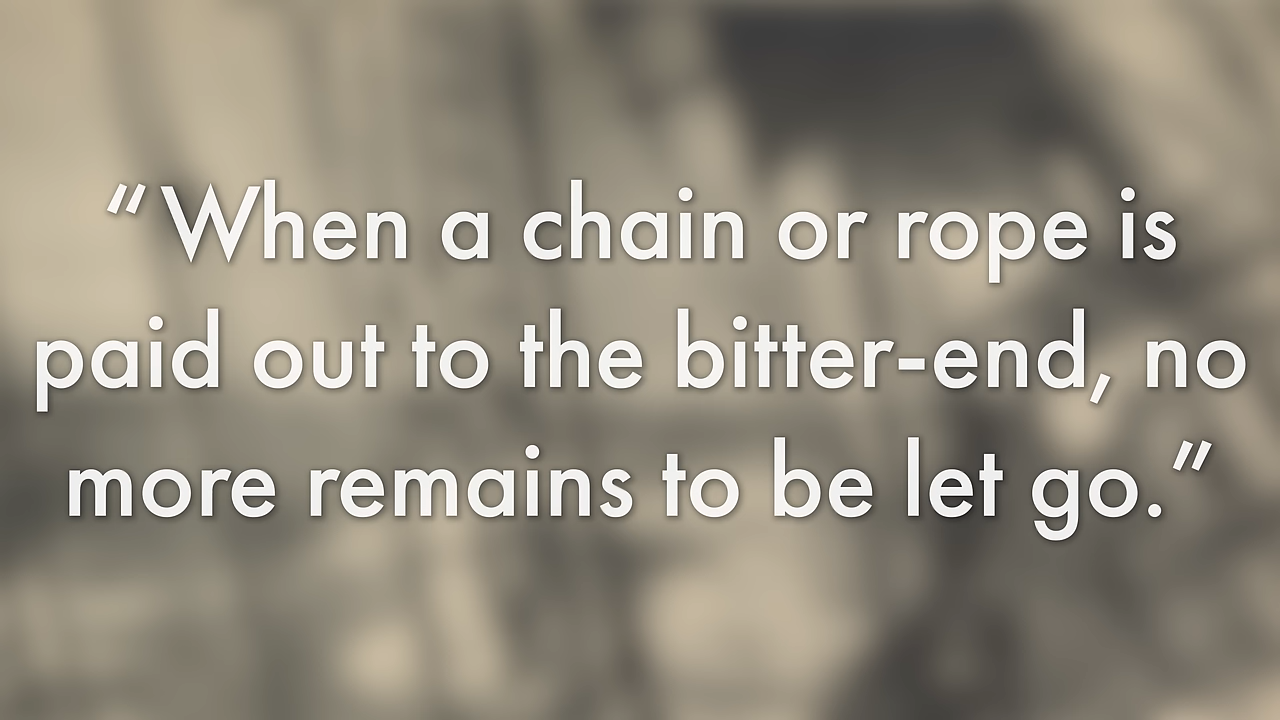 “When a chain or rope is
paid out to the bitter-end, no
more remains to be let go.”